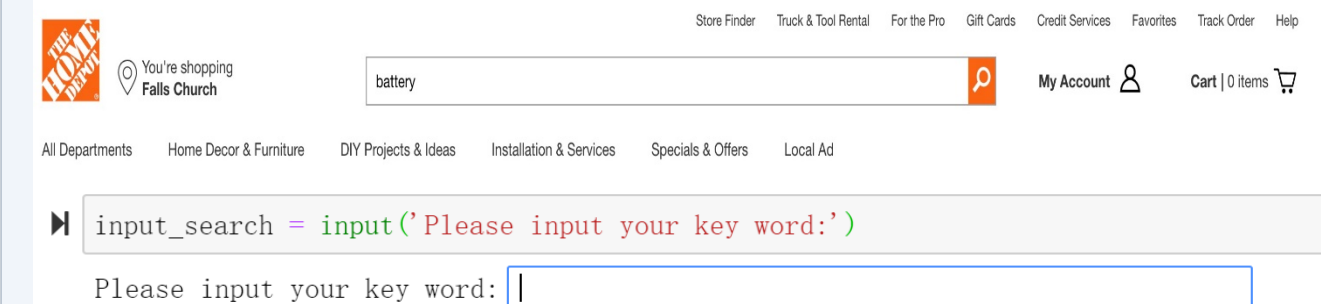 Store Finder Truck & Tool Rental For the Pro Gift Cards Credit Services Favorites Track Order Help
THE
HOME
DEPOT
You're shopping
Falls Church
battery
My Account
Cart | 0 items
All Departments Home Decor & Furniture DIY Projects & Ideas Installation & Services Specials & Offers Local Ad
input_search = input('Please input your key word:')
Please input your key word: